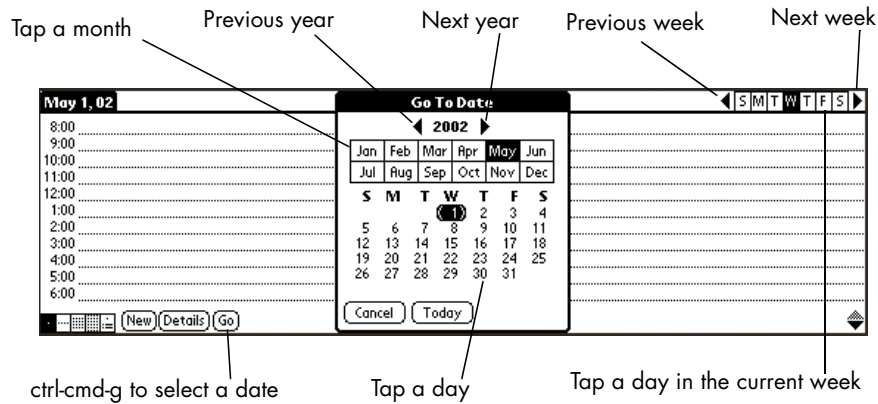 Tap a month
Previous year
Next year
Previous week
Next week
May 1, 02
S M T W T F S
Go To Date
2002
Jan Feb Mar Apr May Jun
Jul Aug Sep Oct Nov Dec
S M T W T F S
1 2 3 4
5 6 7 8 9 10 11
12 13 14 15 16 17 18
19 20 21 22 23 24 25
26 27 28 29 30 31
Cancel Today
8:00
9:00
10:00
11:00
12:00
1:00
2:00
3:00
4:00
5:00
6:00
New Details Go
ctrl-cmd-g to select a date
Tap a day
Tap a day in the current week